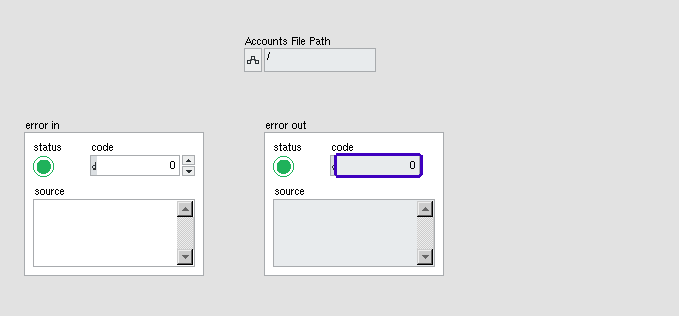 Accounts File Path
/
error in
error out
status
code
status
code
d
0
0
source
source